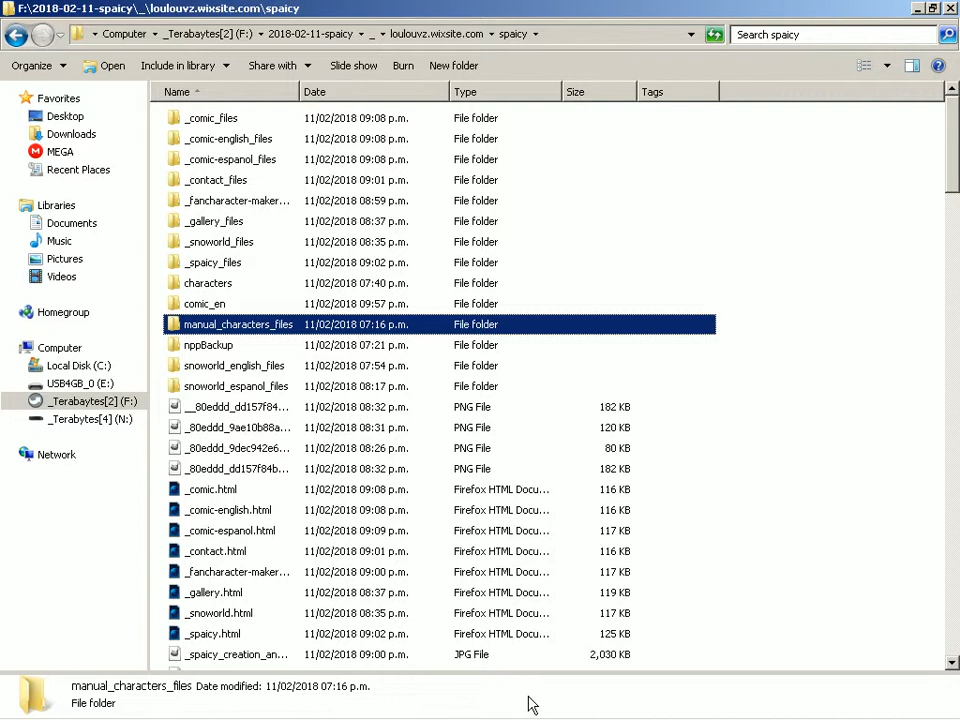 F:\2018-02-11-spaicy\_\loulouvz.wixsite.com\spaicy
Computer _Terabaytes[2] (F:) 2018-02-11-spaicy _ loulouvz.wixsite.com spaicy Search spaicy
Organize Open Include in library Share with Slide show Burn New folder
Name Date Type Size Tags
Favorites
Desktop
Downloads
MEGA
Recent Places
Libraries
Documents
Music
Pictures
Videos
Homegroup
Computer
Local Disk (C:)
USB4GB_0 (E:)
_Terabaytes[2] (F:)
_Terabytes[4] (N:)
Network
_comic_files 11/02/2018 09:08 p.m. File folder
_comic-english_files 11/02/2018 09:08 p.m. File folder
_comic-espanol_files 11/02/2018 09:08 p.m. File folder
_contact_files 11/02/2018 09:01 p.m. File folder
_fancharacter-maker... 11/02/2018 08:59 p.m. File folder
_gallery_files 11/02/2018 08:37 p.m. File folder
_snoworld_files 11/02/2018 08:35 p.m. File folder
_spaicy_files 11/02/2018 09:02 p.m. File folder
characters 11/02/2018 07:40 p.m. File folder
comic_en 11/02/2018 09:57 p.m. File folder
manual_characters_files 11/02/2018 07:16 p.m. File folder
nppBackup 11/02/2018 07:21 p.m. File folder
snoworld_english_files 11/02/2018 07:54 p.m. File folder
snoworld_espanol_files 11/02/2018 08:17 p.m. File folder
__80eddd_dd157f84... 11/02/2018 08:32 p.m. PNG File 182 KB
_80eddd_9ae10b88a... 11/02/2018 08:31 p.m. PNG File 120 KB
_80eddd_9dec942e6... 11/02/2018 08:26 p.m. PNG File 80 KB
_80eddd_dd157f84b... 11/02/2018 08:32 p.m. PNG File 182 KB
_comic.html 11/02/2018 09:08 p.m. Firefox HTML Docu... 116 KB
_comic-english.html 11/02/2018 09:08 p.m. Firefox HTML Docu... 116 KB
_comic-espanol.html 11/02/2018 09:09 p.m. Firefox HTML Docu... 117 KB
_contact.html 11/02/2018 09:01 p.m. Firefox HTML Docu... 116 KB
_fancharacter-maker... 11/02/2018 09:00 p.m. Firefox HTML Docu... 117 KB
_gallery.html 11/02/2018 08:37 p.m. Firefox HTML Docu... 119 KB
_snoworld.html 11/02/2018 08:35 p.m. Firefox HTML Docu... 117 KB
_spaicy.html 11/02/2018 09:02 p.m. Firefox HTML Docu... 125 KB
_spaicy_creation_an... 11/02/2018 09:00 p.m. JPG File 2,030 KB
manual_characters_files Date modified: 11/02/2018 07:16 p.m.
File folder